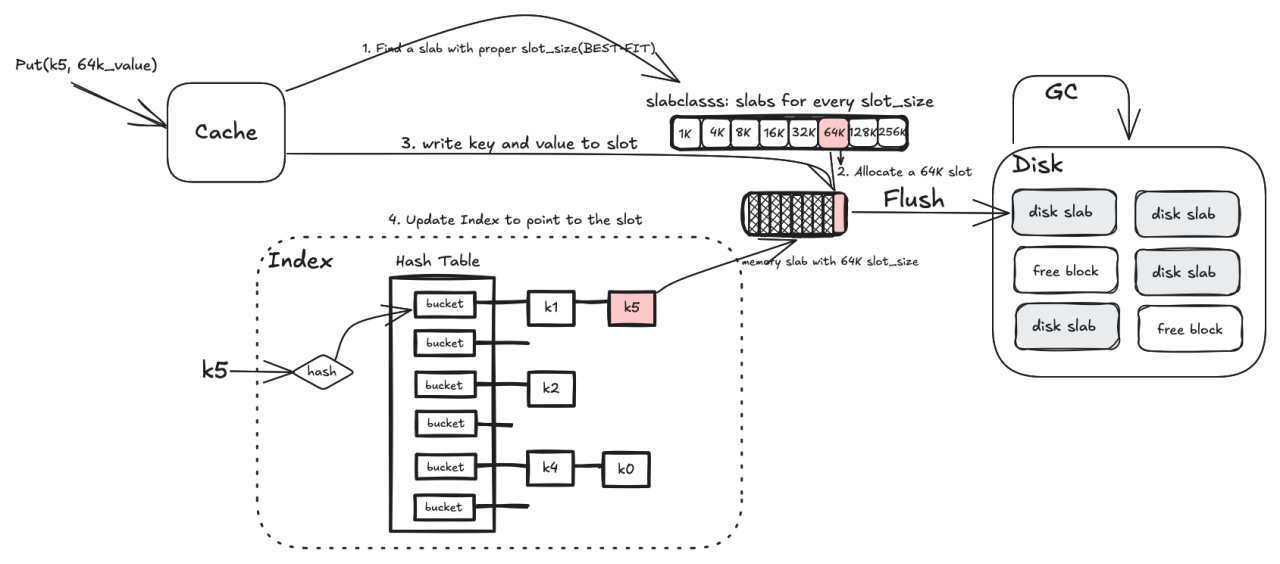 1. Find a slab with proper slot_size(BEST-FIT)
Put(k5, 64k_value)
Cache
slabclasss: slabs for every slot_size
1K 4K 8K 16K 32K 64K 128K 256K
3. write key and value to slot
2. Allocate a 64K slot
GC
Disk
Flush
disk slab
disk slab
free block
disk slab
disk slab
free block
memory slab with 64K slot_size
4. Update Index to point to the slot
Index
Hash Table
bucket
k1
k5
bucket
k5
hash
bucket
k2
bucket
bucket
k4
k0
bucket